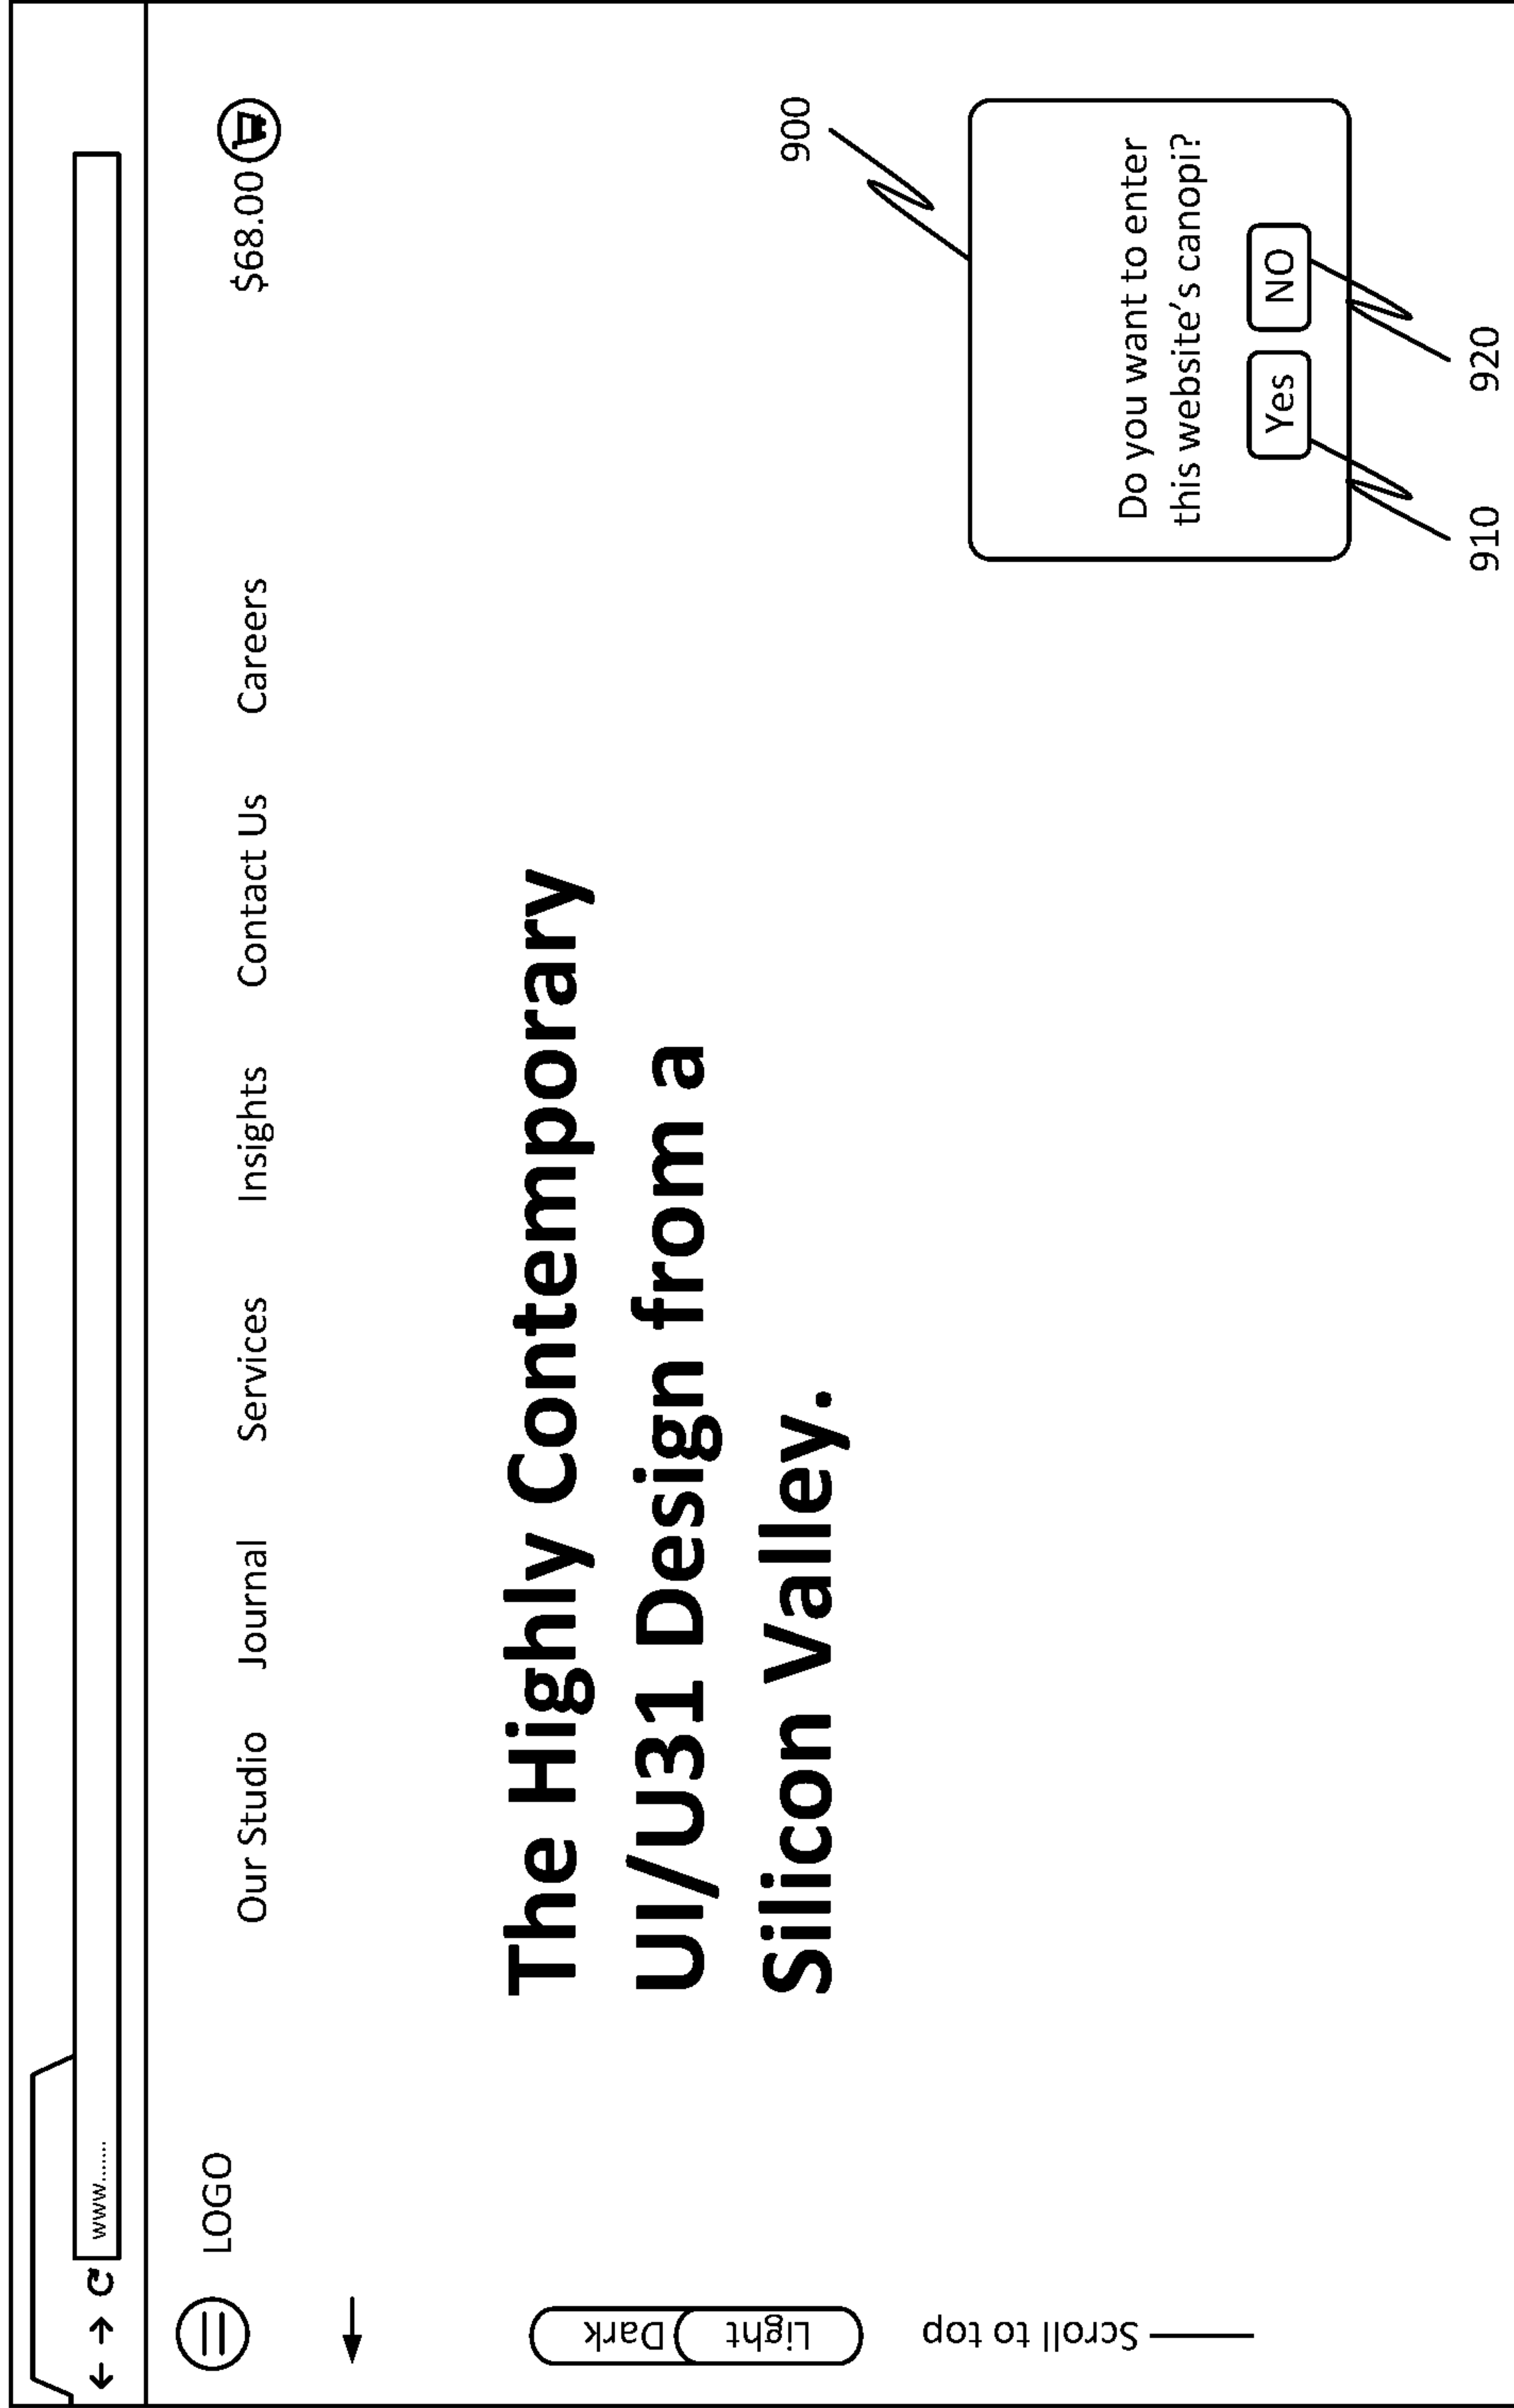 www.......
LOGO
Our Studio
Journal
Services
Insights
Contact Us
Careers
$68.00
The Highly Contemporary
UI/U31 Design from a
Silicon Valley.
Dark
Light
Scroll to top
900
Do you want to enter
this website's canopi?
Yes
NO
910
920